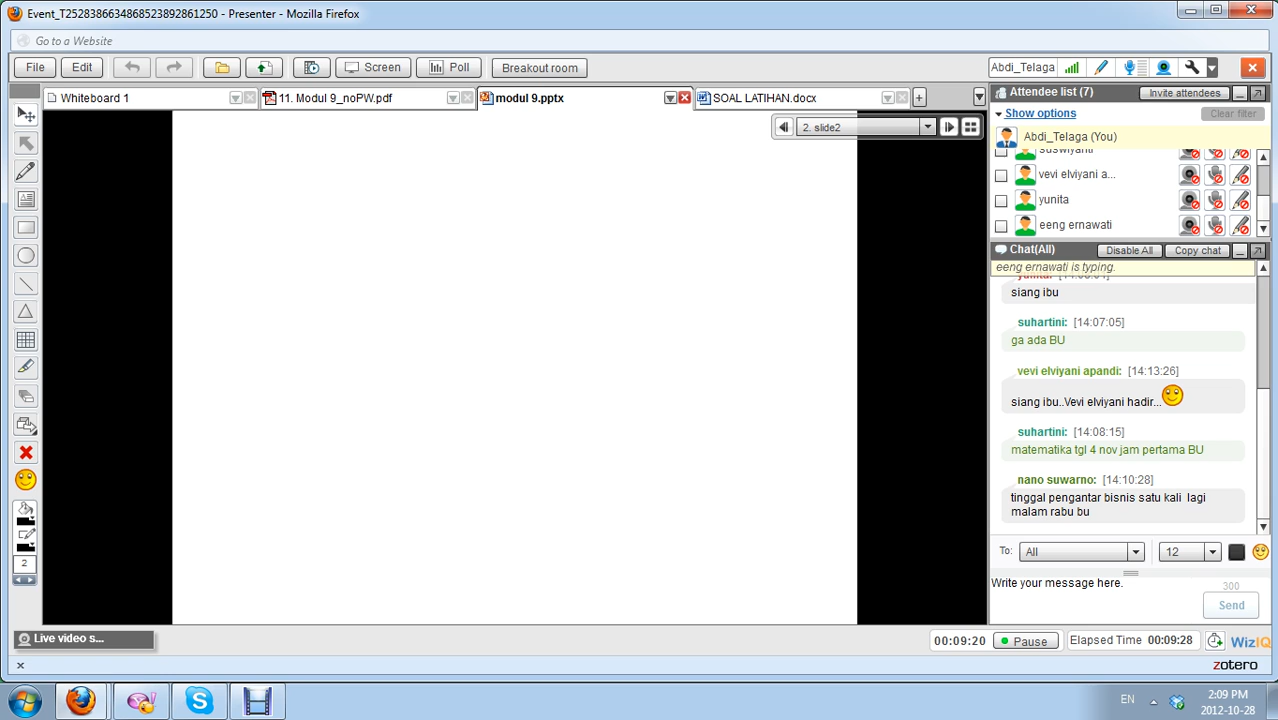 Event_T2528386634868523892861250 - Presenter - Mozilla Firefox
Go to a Website
File Edit Screen Poll Breakout room Abdi_Telaga
Whiteboard 1 11. Modul 9_noPW.pdf modul 9.pptx SOAL LATIHAN.docx +
2. slide2
Attendee list (7) Invite attendees
Show options Clear filter
Abdi_Telaga (You)
suswiyanti
vevi elviyani a...
yunita
eeng ernawati
Chat(All) Disable All Copy chat
eeng ernawati is typing.
siang ibu
suhartini: [14:07:05]
ga ada BU
vevi elviyani apandi: [14:13:26]
siang ibu..Vevi elviyani hadir...
suhartini: [14:08:15]
matematika tgl 4 nov jam pertama BU
nano suwarno: [14:10:28]
tinggal pengantar bisnis satu kali lagi
malam rabu bu
To: All 12
Write your message here.
300
Send
2
Live video s...
00:09:20 Pause Elapsed Time 00:09:28 WizIQ
zotero
EN 2:09 PM
2012-10-28